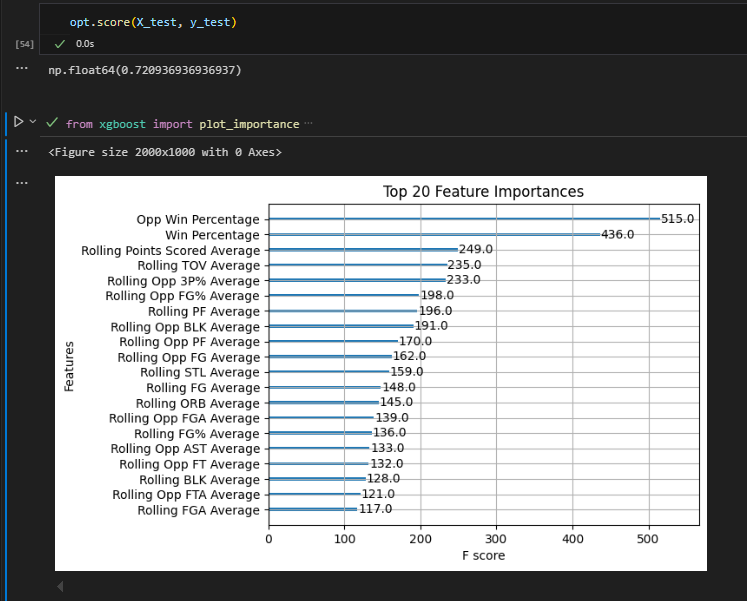 opt.score(X_test, y_test)
[54]
0.0s
np.float64(0.720936936936937)
from xgboost import plot_importance ...
<Figure size 2000x1000 with 0 Axes>
Top 20 Feature Importances
Opp Win Percentage 515.0
Win Percentage 436.0
Rolling Points Scored Average 249.0
Rolling TOV Average 235.0
Rolling Opp 3P% Average 233.0
Rolling Opp FG% Average 198.0
Rolling PF Average 196.0
Rolling Opp BLK Average 191.0
Rolling Opp PF Average 170.0
Rolling Opp FG Average 162.0
Rolling STL Average 159.0
Rolling FG Average 148.0
Rolling ORB Average 145.0
Rolling Opp FGA Average 139.0
Rolling FG% Average 136.0
Rolling Opp AST Average 133.0
Rolling Opp FT Average 132.0
Rolling BLK Average 128.0
Rolling Opp FTA Average 121.0
Rolling FGA Average 117.0
Features
0 100 200 300 400 500
F score